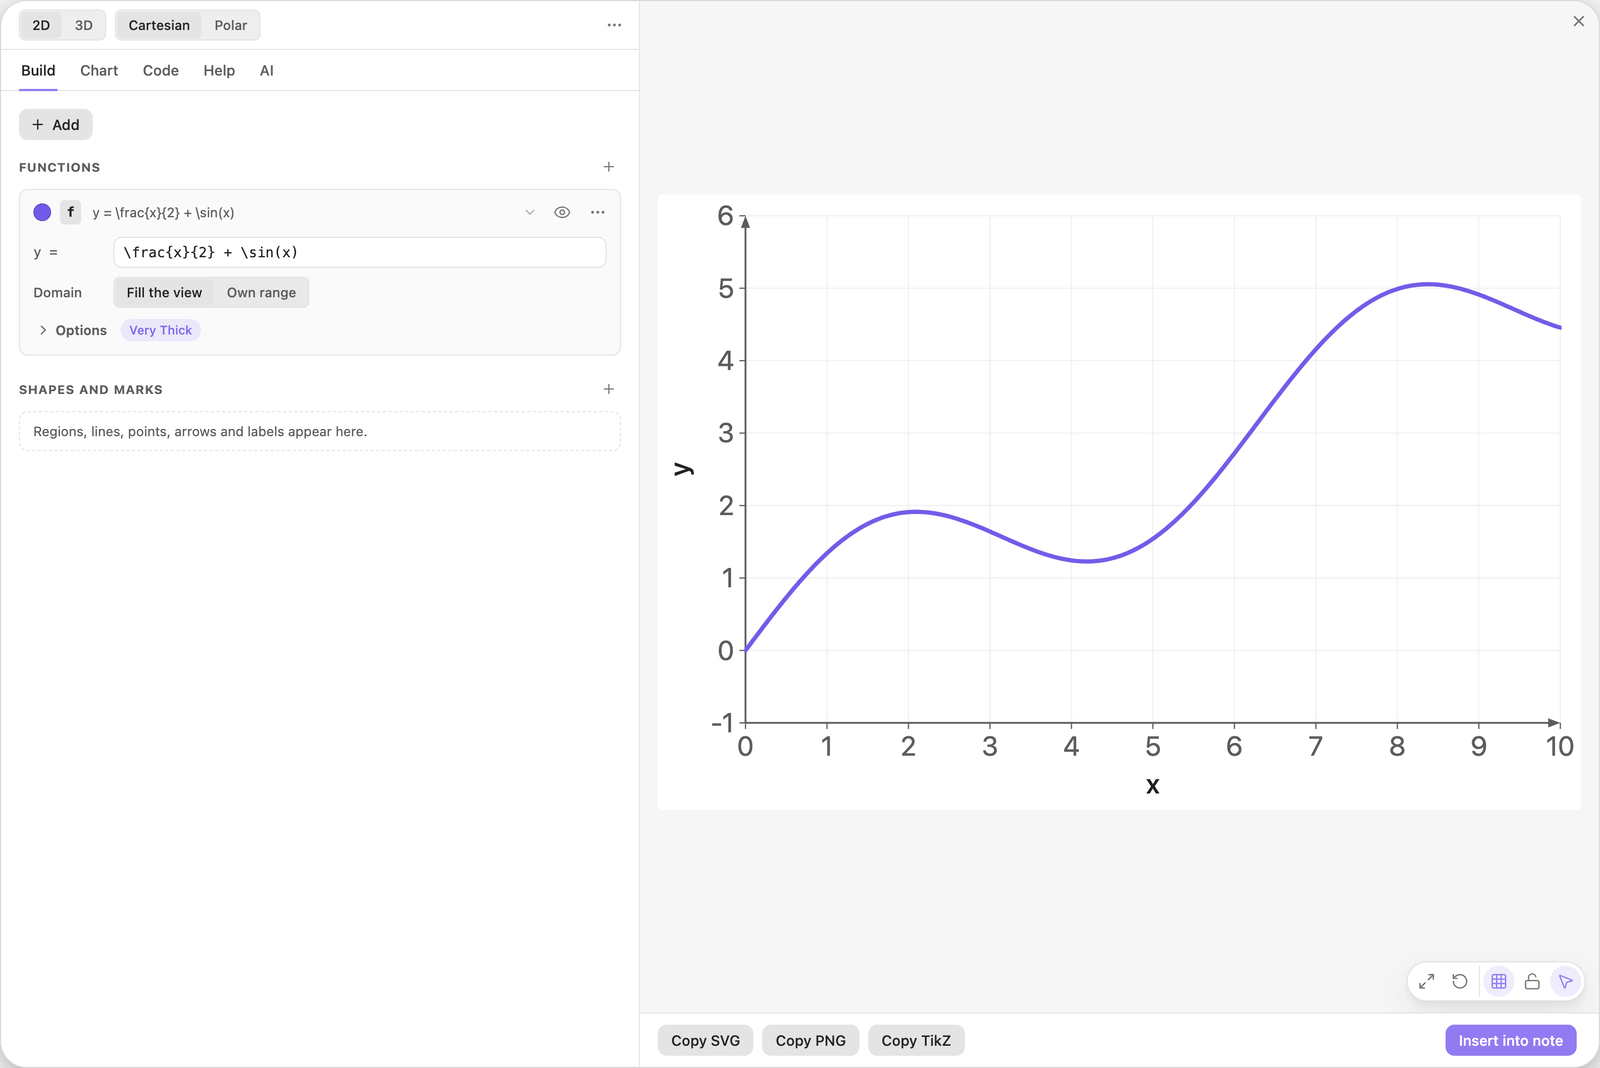 2D 3D Cartesian Polar
Build Chart Code Help AI
+ Add
FUNCTIONS
f y = \frac{x}{2} + \sin(x)
y = \frac{x}{2} + \sin(x)
Domain Fill the view Own range
Options Very Thick
SHAPES AND MARKS
Regions, lines, points, arrows and labels appear here.
6
5
4
3
2
1
0
-1
y
0 1 2 3 4 5 6 7 8 9 10
x
Copy SVG Copy PNG Copy TikZ Insert into note